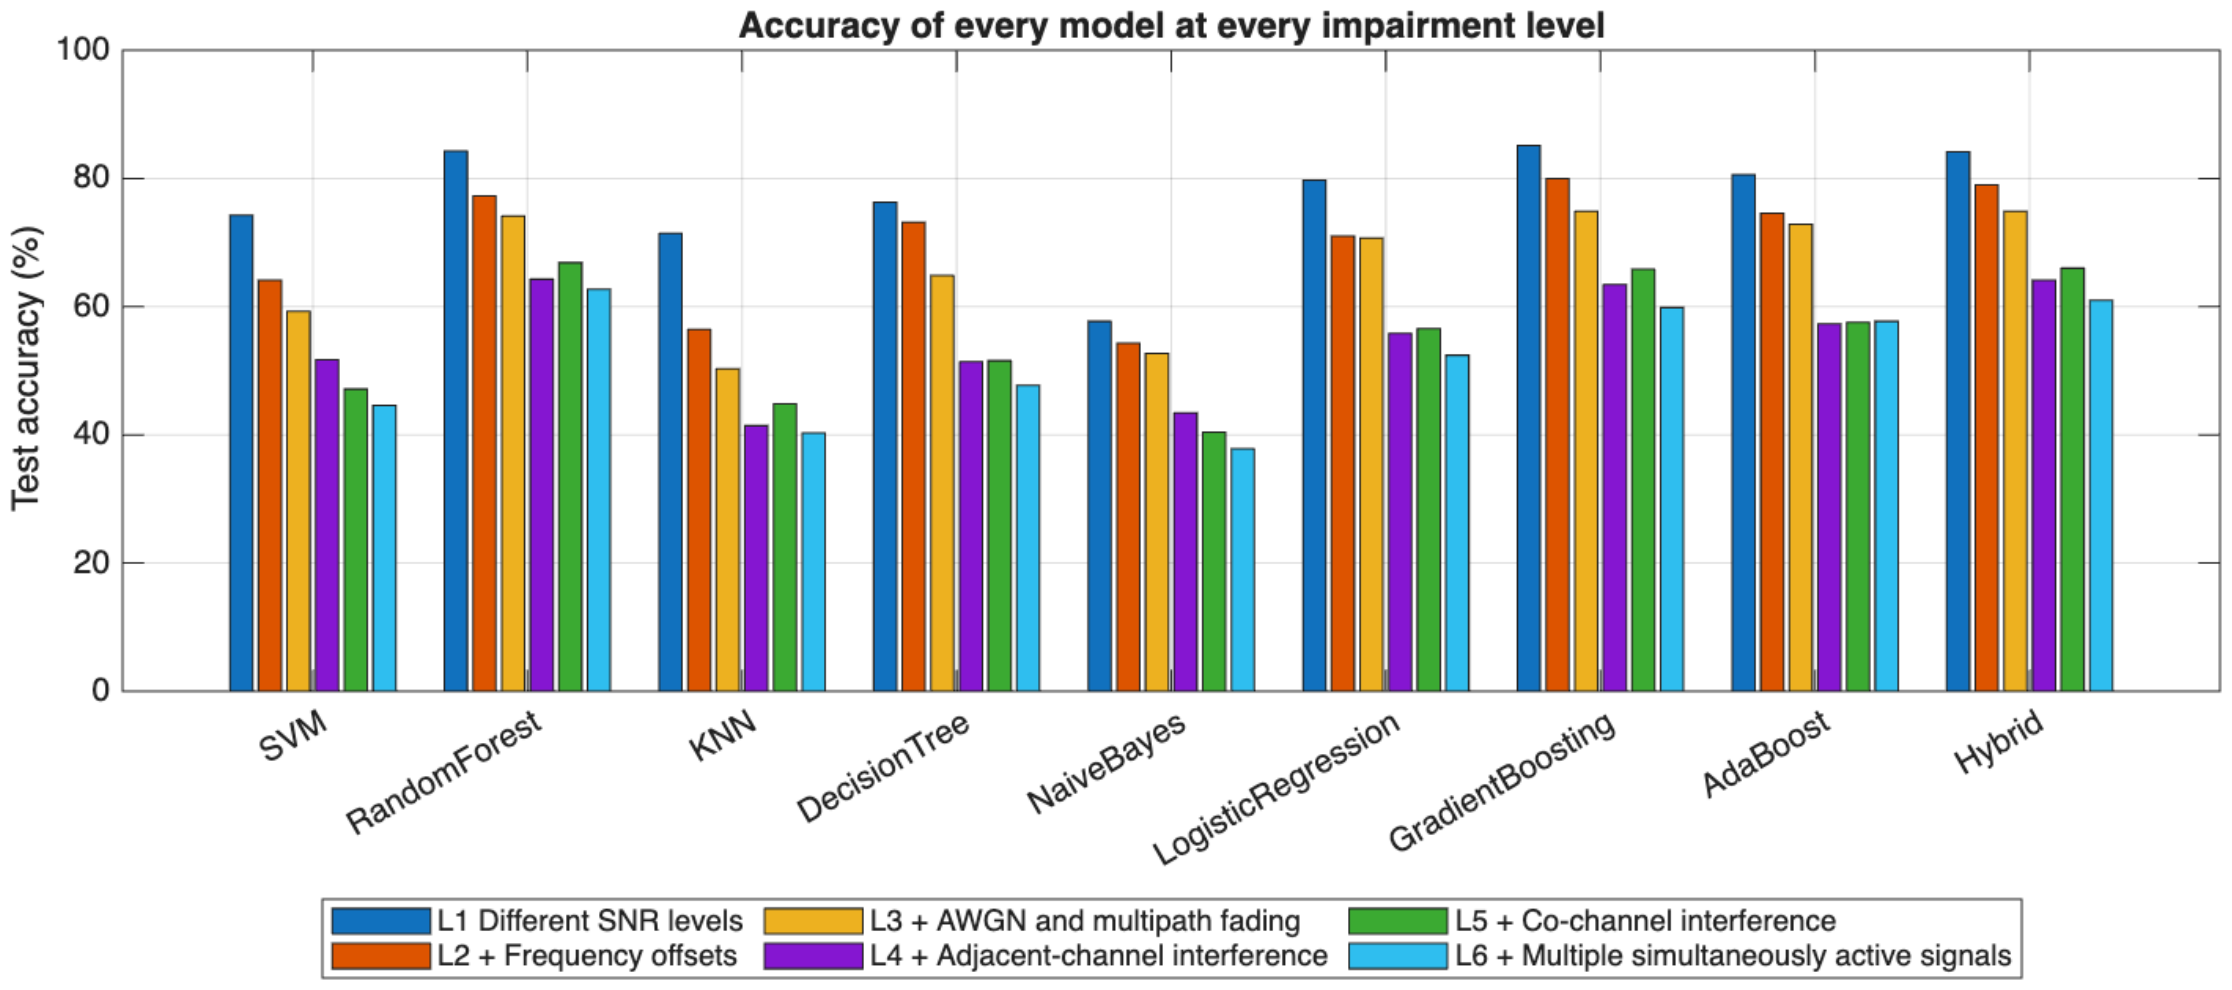 Accuracy of every model at every impairment level
Test accuracy (%)
100
80
60
40
20
0
SVM
RandomForest
KNN
DecisionTree
NaiveBayes
LogisticRegression
GradientBoosting
AdaBoost
Hybrid
L1 Different SNR levels
L2 + Frequency offsets
L3 + AWGN and multipath fading
L4 + Adjacent-channel interference
L5 + Co-channel interference
L6 + Multiple simultaneously active signals